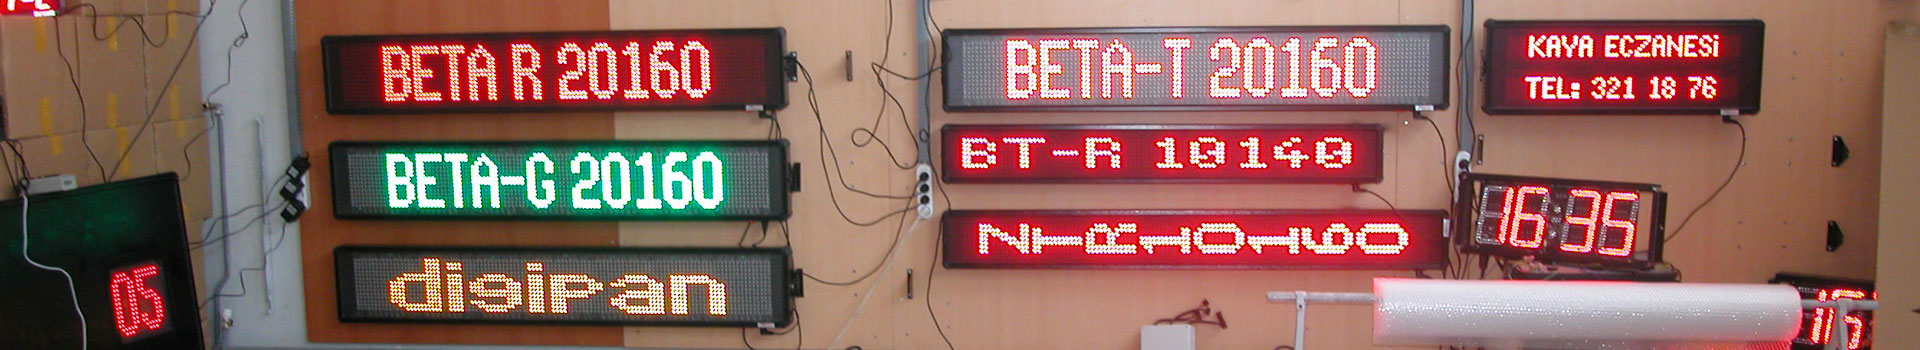 BETA R 20160
BETA-G 20160
digipan
BETA-T 20160
BT-R 10140
KAYA ECZANESi
TEL: 321 18 76
16:35
05